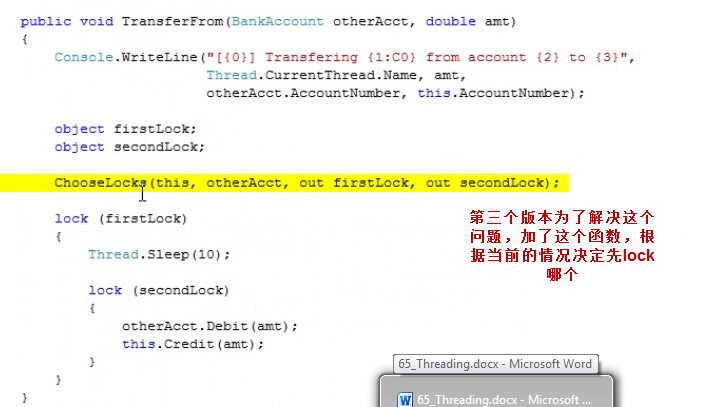 public void TransferFrom(BankAccount otherAcct, double amt)
{
Console.WriteLine("[{0}] Transfering {1:C0} from account {2} to {3}",
Thread.CurrentThread.Name, amt,
otherAcct.AccountNumber, this.AccountNumber);
object firstLock;
object secondLock;
ChooseLocks(this, otherAcct, out firstLock, out secondLock);
lock (firstLock)
{
Thread.Sleep(10);
lock (secondLock)
{
otherAcct.Debit(amt);
this.Credit(amt);
}
}
}
第三个版本为了解决这个
问题，加了这个函数，根
据当前的情况决定先lock
哪个
65_Threading.docx - Microsoft Word
65_Threading.docx - Microsoft ...